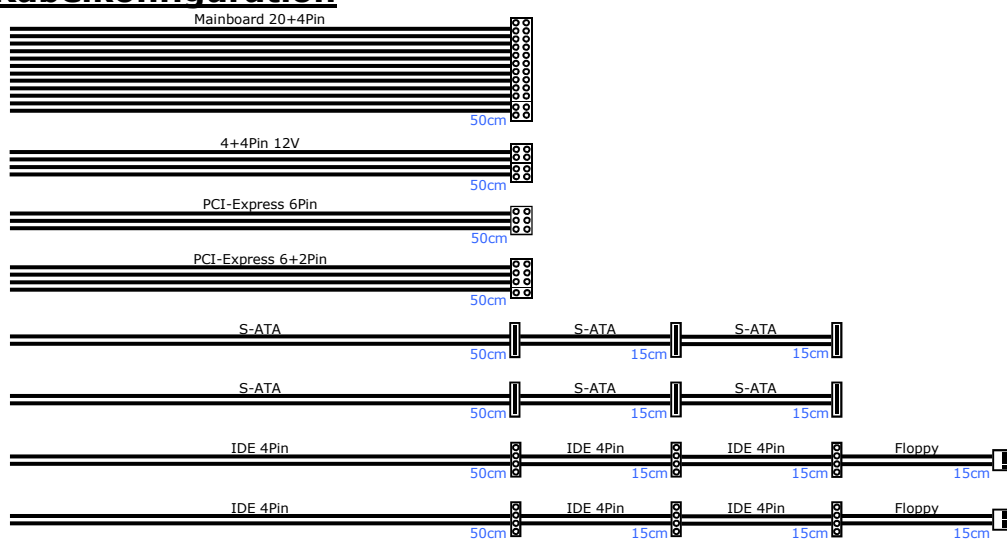 Kabelkonfiguration
Mainboard 20+4Pin
50cm
4+4Pin 12V
50cm
PCI-Express 6Pin
50cm
PCI-Express 6+2Pin
50cm
S-ATA S-ATA S-ATA
50cm 15cm 15cm
S-ATA S-ATA S-ATA
50cm 15cm 15cm
IDE 4Pin IDE 4Pin IDE 4Pin Floppy
50cm 15cm 15cm 15cm
IDE 4Pin IDE 4Pin IDE 4Pin Floppy
50cm 15cm 15cm 15cm